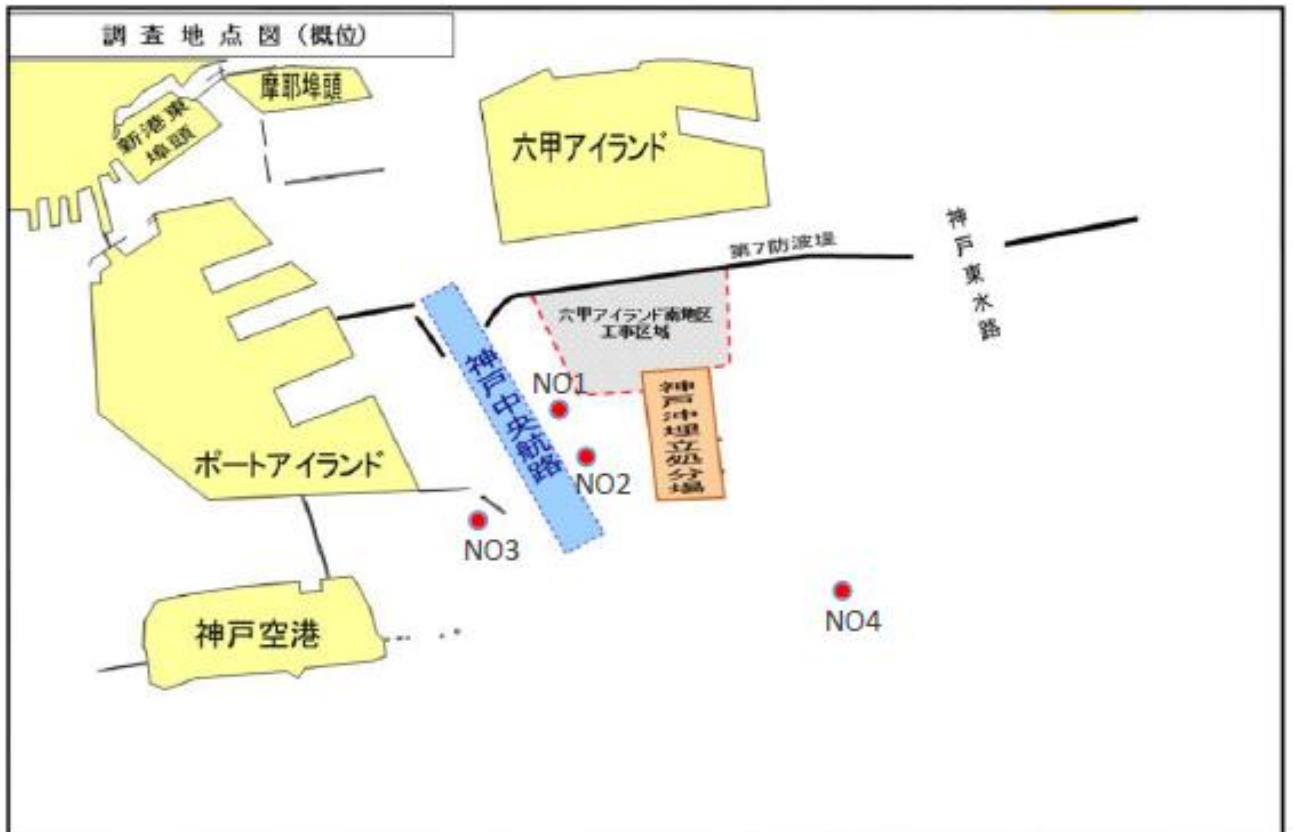 調査地点図(概位)
摩耶埠頭
新港東
埠頭
六甲アイランド
神戸東水路
第7防波堤
六甲アイランド南地区
工事区域
神戸中央航路
NO1
神戸沖埋立処分場
ポートアイランド
NO2
NO3
NO4
神戸空港